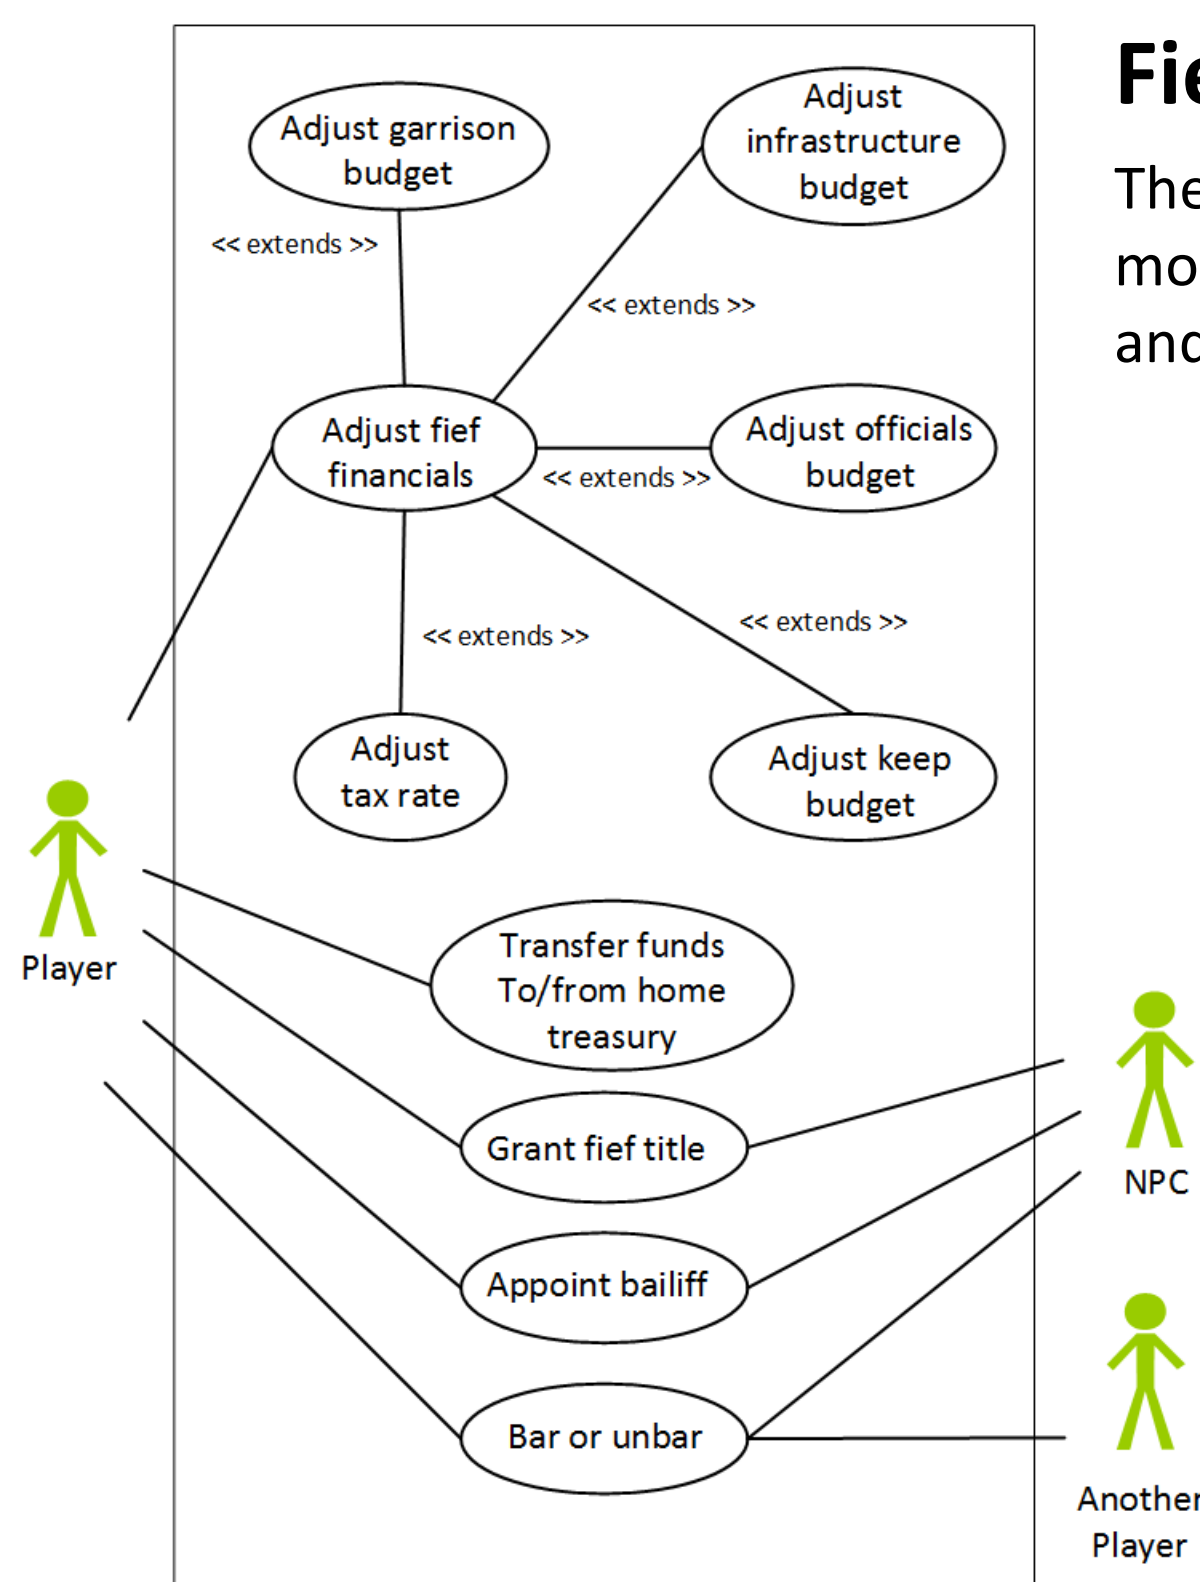 Adjust garrison
budget
Adjust
infrastructure
budget
<< extends >>
<< extends >>
Adjust fief
financials
Adjust officials
budget
<< extends >>
<< extends >>
<< extends >>
Adjust
tax rate
Adjust keep
budget
Player
Transfer funds
To/from home
treasury
Grant fief title
NPC
Appoint bailiff
Bar or unbar
Another
Player
and